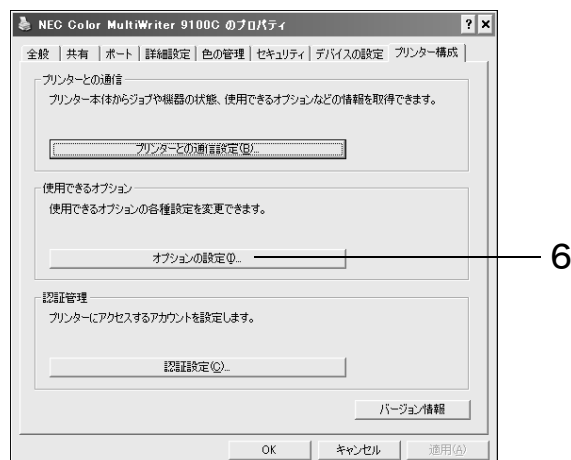 NEC Color MultiWriter 9100C のプロパティ
全般 共有 ポート 詳細設定 色の管理 セキュリティ デバイスの設定 プリンター構成
プリンターとの通信
プリンター本体からジョブや機器の状態、使用できるオプションなどの情報を取得できます。
プリンターとの通信設定(B)...
使用できるオプション
使用できるオプションの各種設定を変更できます。
オプションの設定(I)...
6
認証管理
プリンターにアクセスするアカウントを設定します。
認証設定(C)...
バージョン情報
OK キャンセル 適用(A)